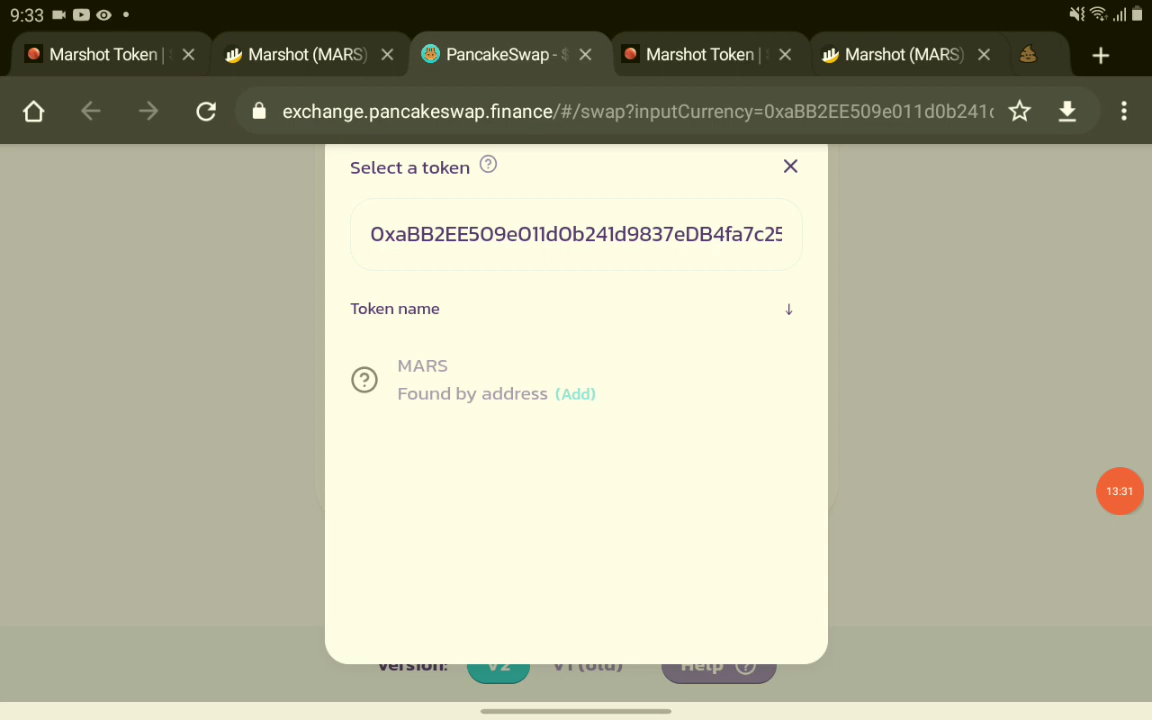 9:33
Marshot Token |
Marshot (MARS)
PancakeSwap - $
Marshot Token |
Marshot (MARS)
exchange.pancakeswap.finance/#/swap?inputCurrency=0xaBB2EE509e011d0b241
Select a token
0xaBB2EE509e011d0b241d9837eDB4fa7c25
Token name
MARS
Found by address (Add)
13:31
Version: V2 V1 (old) Help